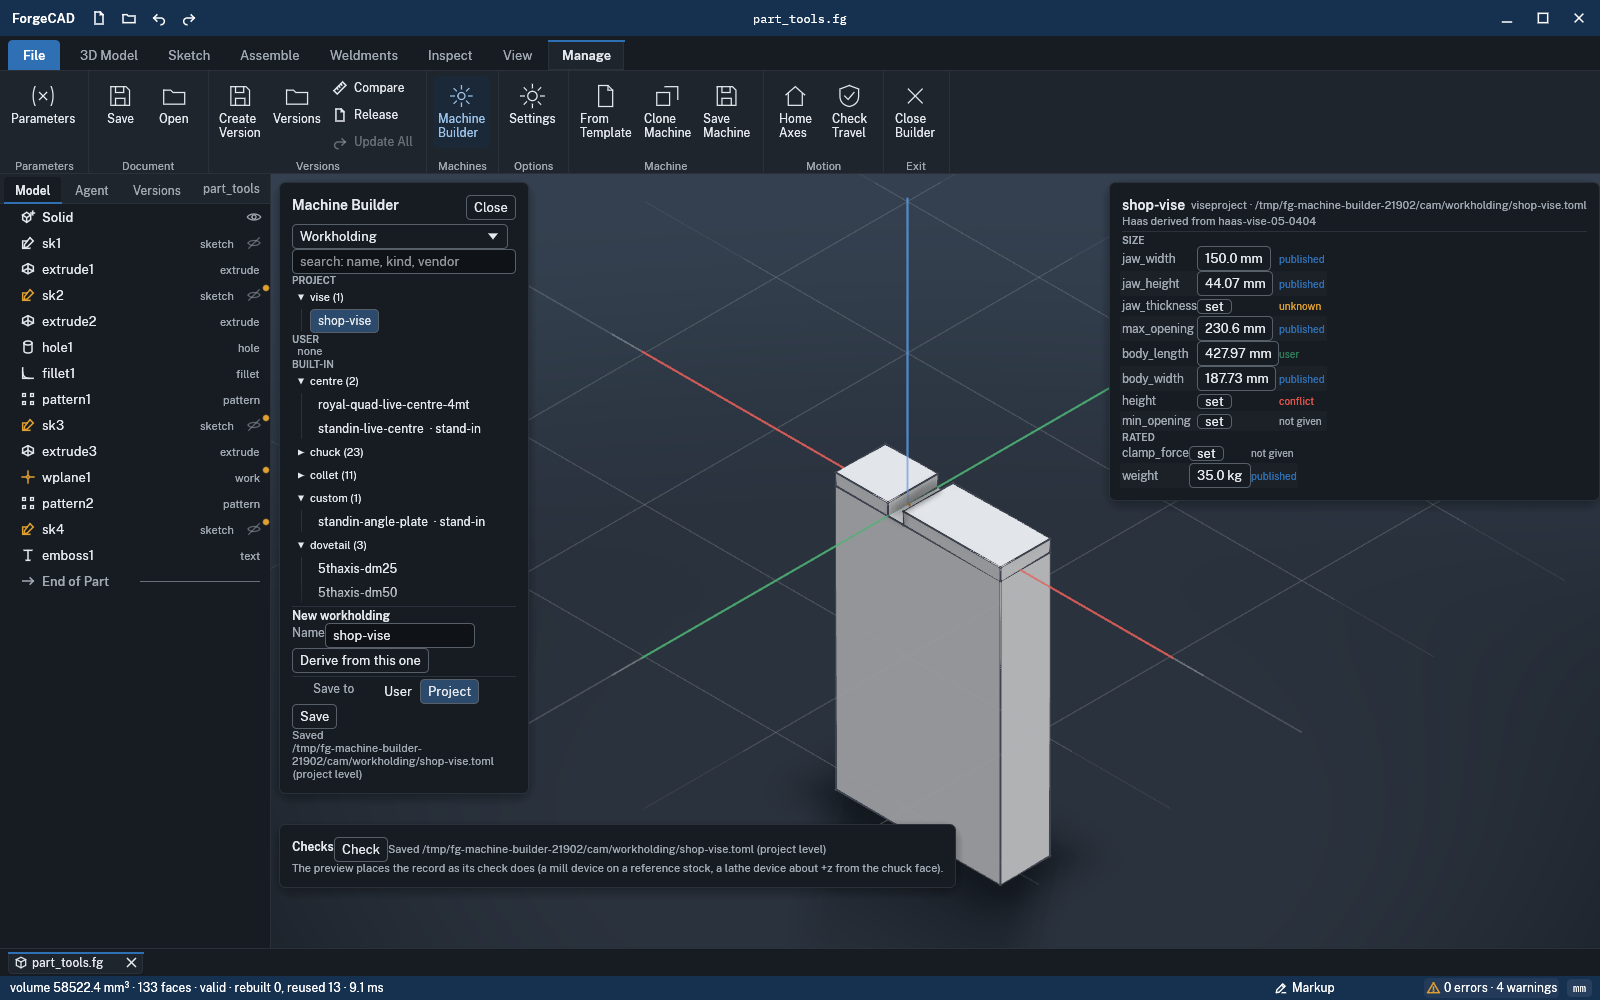 ForgeCAD
part_tools.fg
File 3D Model Sketch Assemble Weldments Inspect View Manage
Parameters
Save
Open
Create Version
Versions
Compare
Release
Update All
Machine Builder
Settings
From Template
Clone Machine
Save Machine
Home Axes
Check Travel
Close Builder
Parameters Document Versions Machines Options Machine Motion Exit
Model Agent Versions part_tools
Solid
sk1 sketch
extrude1 extrude
sk2 sketch
extrude2 extrude
hole1 hole
fillet1 fillet
pattern1 pattern
sk3 sketch
extrude3 extrude
wplane1 work
pattern2 pattern
sk4 sketch
emboss1 text
End of Part
Machine Builder Close
Workholding
search: name, kind, vendor
PROJECT
vise (1)
shop-vise
USER
none
BUILT-IN
centre (2)
royal-quad-live-centre-4mt
standin-live-centre · stand-in
chuck (23)
collet (11)
custom (1)
standin-angle-plate · stand-in
dovetail (3)
5thaxis-dm25
5thaxis-dm50
New workholding
Name shop-vise
Derive from this one
Save to User Project
Save
Saved
/tmp/fg-machine-builder-
21902/cam/workholding/shop-vise.toml
(project level)
Checks Check Saved /tmp/fg-machine-builder-21902/cam/workholding/shop-vise.toml (project level)
The preview places the record as its check does (a mill device on a reference stock, a lathe device about +z from the chuck face).
shop-vise viseproject · /tmp/fg-machine-builder-21902/cam/workholding/shop-vise.toml
Haas derived from haas-vise-05-0404
SIZE
jaw_width 150.0 mm published
jaw_height 44.07 mm published
jaw_thickness set unknown
max_opening 230.6 mm published
body_length 427.97 mm user
body_width 187.73 mm published
height set conflict
min_opening set not given
RATED
clamp_force set not given
weight 35.0 kg published
part_tools.fg
volume 58522.4 mm³ · 133 faces · valid · rebuilt 0, reused 13 · 9.1 ms
Markup
0 errors · 4 warnings
mm